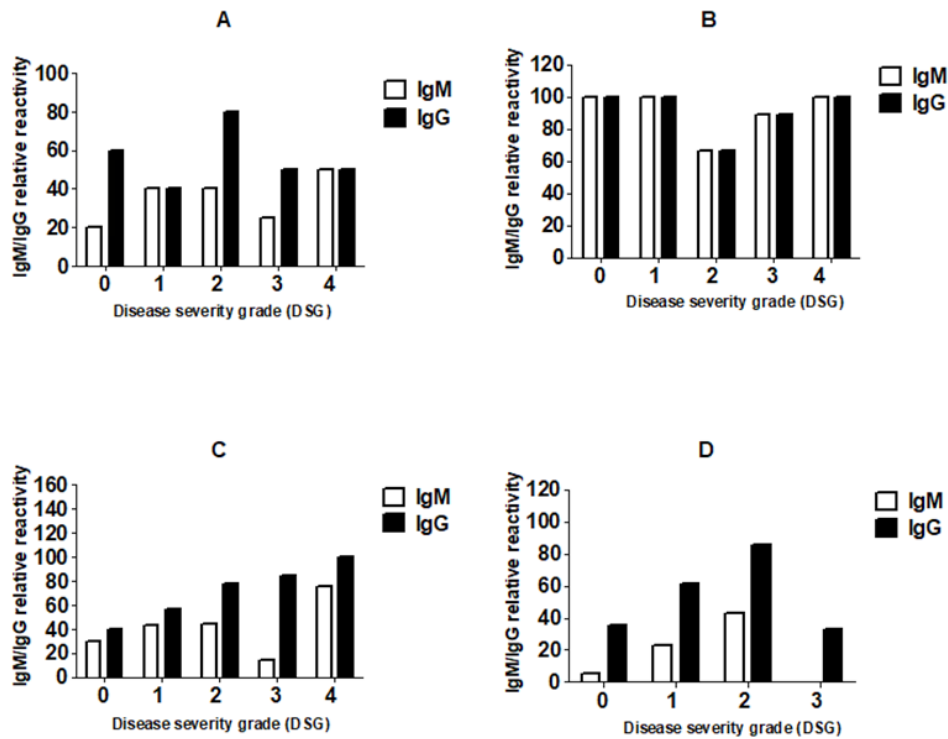 A
IgM/IgG relative reactivity
100
80
60
40
20
0
0 1 2 3 4
Disease severity grade (DSG)
IgM
IgG
B
IgM/IgG relative reactivity
120
100
80
60
40
20
0
0 1 2 3 4
Disease severity grade (DSG)
IgM
IgG
C
IgM/IgG relative reactivity
160
140
120
100
80
60
40
20
0
0 1 2 3 4
Disease severity grade (DSG)
IgM
IgG
D
IgM/IgG relative reactivity
120
100
80
60
40
20
0
0 1 2 3
Disease severity grade (DSG)
IgM
IgG